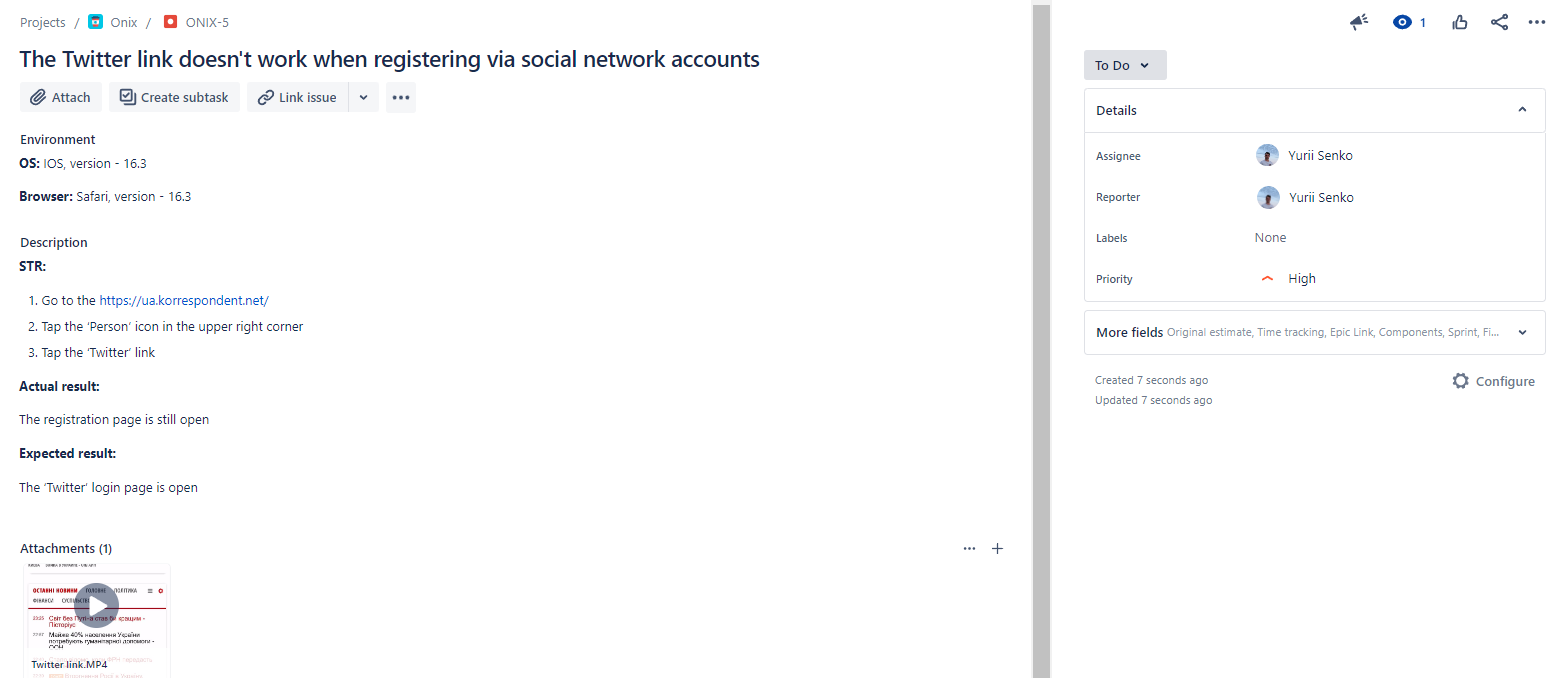 Projects / Onix / ONIX-5
The Twitter link doesn't work when registering via social network accounts
Attach Create subtask Link issue
Environment
OS: IOS, version - 16.3
Browser: Safari, version - 16.3
Description
STR:
1. Go to the https://ua.korrespondent.net/
2. Tap the ‘Person’ icon in the upper right corner
3. Tap the ‘Twitter’ link
Actual result:
The registration page is still open
Expected result:
The ‘Twitter’ login page is open
Attachments (1)
ОСТАННІ НОВИНИ ГОЛОВНЕ ПОЛІТИКА
ФІНАНСИ
Майже 40% населення України
потребують гуманітарної допомоги -
ООН
Twitter link.MP4
1
To Do
Details
Assignee Yurii Senko
Reporter Yurii Senko
Labels None
Priority High
More fields Original estimate, Time tracking, Epic Link, Components, Sprint, Fi...
Created 7 seconds ago Configure
Updated 7 seconds ago